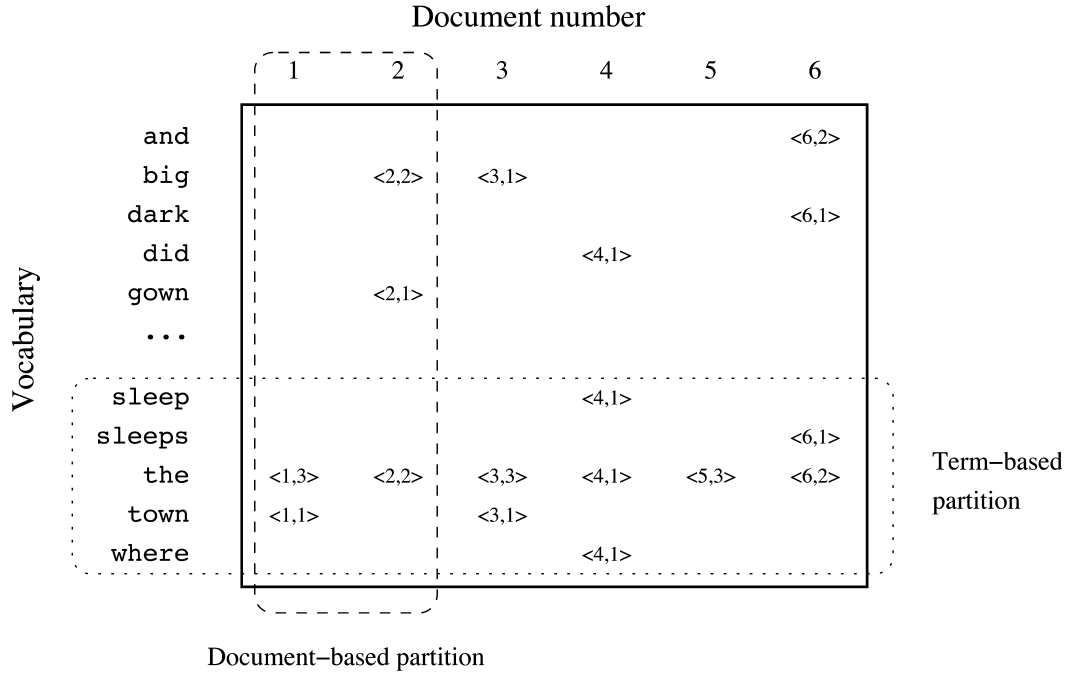 Document number
1 2 3 4 5 6
Vocabulary
and <6,2>
big <2,2> <3,1>
dark <6,1>
did <4,1>
gown <2,1>
...
sleep <4,1>
sleeps <6,1>
the <1,3> <2,2> <3,3> <4,1> <5,3> <6,2>
town <1,1> <3,1>
where <4,1>
Term−based
partition
Document−based partition